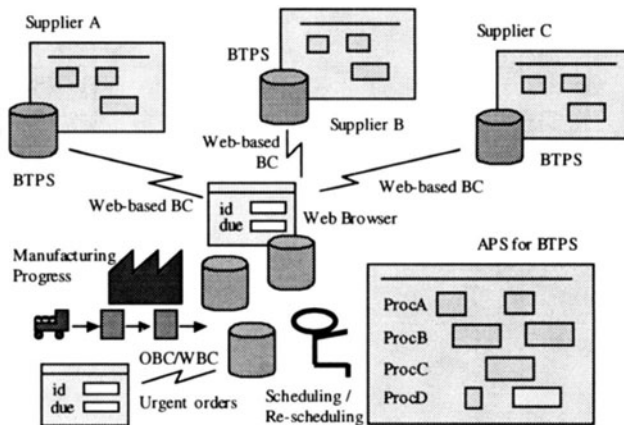 Supplier A
BTPS
Supplier B
Supplier C
BTPS
BTPS
Web-based
BC
Web-based BC
Web-based BC
id
due
Web Browser
Manufacturing
Progress
OBC/WBC
id
due
Urgent orders
Scheduling /
Re-scheduling
APS for BTPS
ProcA
ProcB
ProcC
ProcD